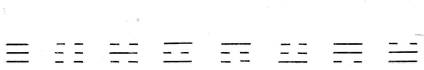 ☰ ☷ ☵ ☲ ☶ ☳ ☴ ☱